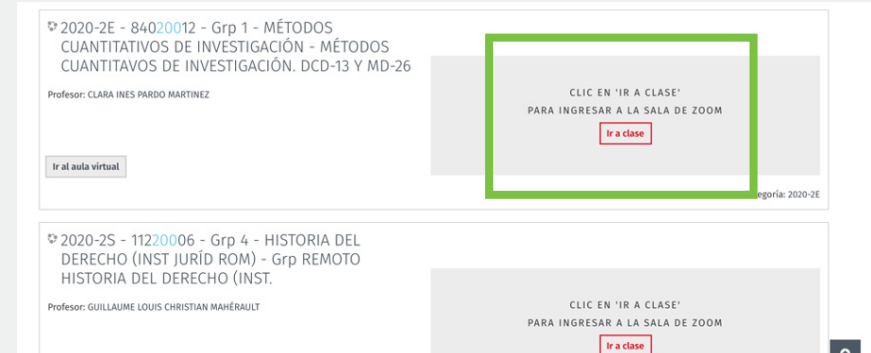 2020-2E - 84020012 - Grp 1 - MÉTODOS
CUANTITATIVOS DE INVESTIGACIÓN - MÉTODOS
CUANTITAVOS DE INVESTIGACIÓN. DCD-13 Y MD-26
Profesor: CLARA INES PARDO MARTINEZ
CLIC EN 'IR A CLASE'
PARA INGRESAR A LA SALA DE ZOOM
Ir a clase
Ir al aula virtual
egoría: 2020-2E
2020-2S - 11220006 - Grp 4 - HISTORIA DEL
DERECHO (INST JURÍD ROM) - Grp REMOTO
HISTORIA DEL DERECHO (INST.
Profesor: GUILLAUME LOUIS CHRISTIAN MAHÉRAULT
CLIC EN 'IR A CLASE'
PARA INGRESAR A LA SALA DE ZOOM
Ir a clase